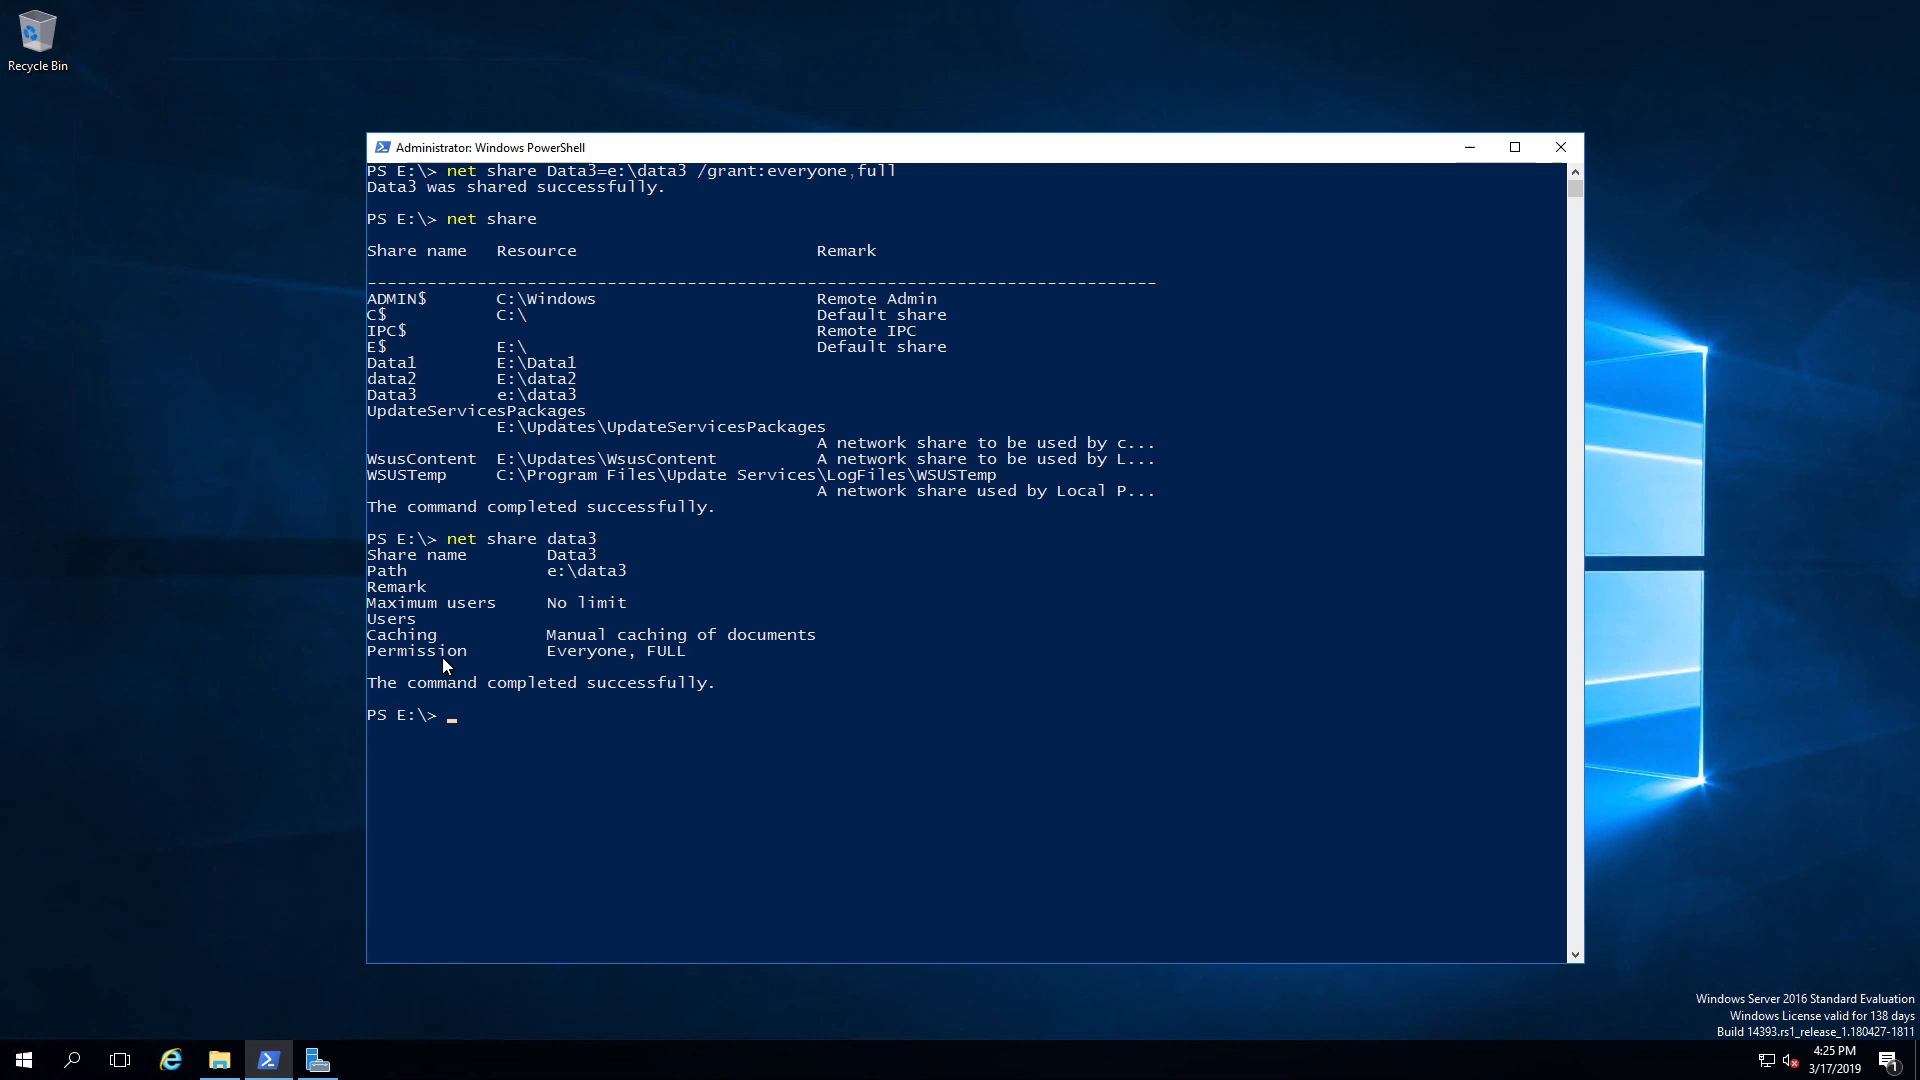 Recycle Bin
Administrator: Windows PowerShell
PS E:\> net share Data3=e:\data3 /grant:everyone,full
Data3 was shared successfully.
PS E:\> net share
Share name   Resource                        Remark
-------------------------------------------------------------------------------
ADMIN$       C:\Windows                      Remote Admin
C$           C:\                             Default share
IPC$                                         Remote IPC
E$           E:\                             Default share
Data1        E:\Data1
data2        E:\data2
Data3        e:\data3
UpdateServicesPackages
             E:\Updates\UpdateServicesPackages
                                             A network share to be used by c...
WsusContent  E:\Updates\WsusContent          A network share to be used by L...
WSUSTemp     C:\Program Files\Update Services\LogFiles\WSUSTemp
                                             A network share used by Local P...
The command completed successfully.
PS E:\> net share data3
Share name        Data3
Path              e:\data3
Remark
Maximum users     No limit
Users
Caching           Manual caching of documents
Permission        Everyone, FULL
The command completed successfully.
PS E:\> _
Windows Server 2016 Standard Evaluation
Windows License valid for 138 days
Build 14393.rs1_release_1.180427-1811
4:25 PM
3/17/2019
1